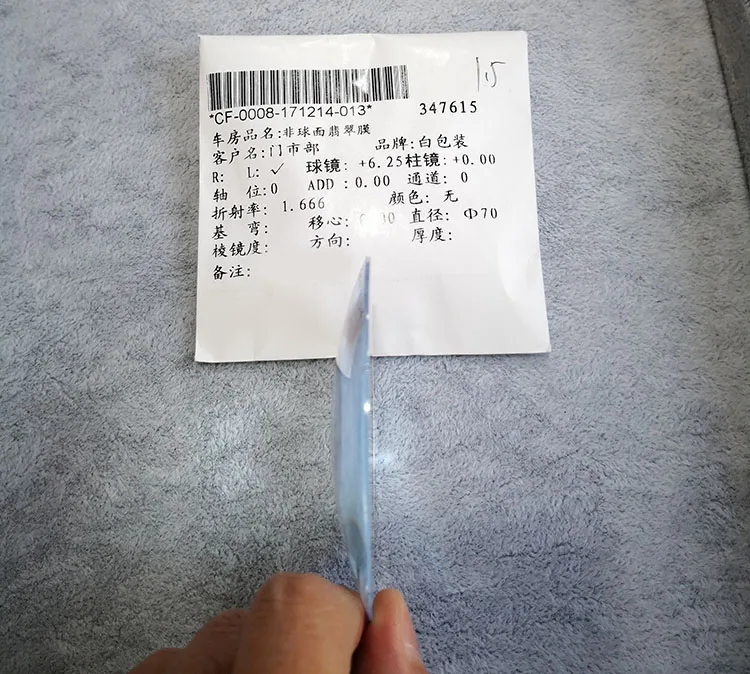 1.5
*CF-0008-171214-013* 347615
车房品名:非球面翡翠膜
客户名:门市部 品牌:白包装
R: L:✓ 球镜: +6.25 柱镜:+0.00
轴 位:0 ADD :0.00 通道: 0
折射率: 1.666 颜色: 无
基 弯: 移心: 00 直径: Φ70
棱镜度: 方向: 厚度:
备注: